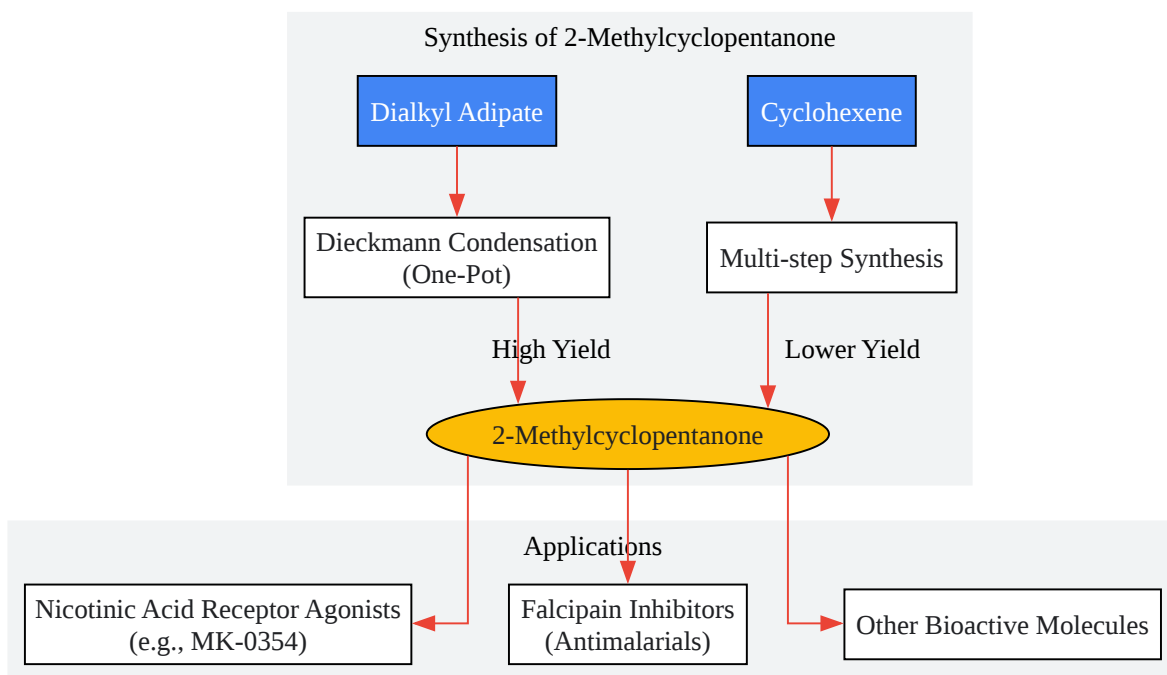 Synthesis of 2-Methylcyclopentanone
Dialkyl Adipate
Cyclohexene
Dieckmann Condensation
(One-Pot)
Multi-step Synthesis
High Yield
Lower Yield
2-Methylcyclopentanone
Applications
Nicotinic Acid Receptor Agonists
(e.g., MK-0354)
Falcipain Inhibitors
(Antimalarials)
Other Bioactive Molecules